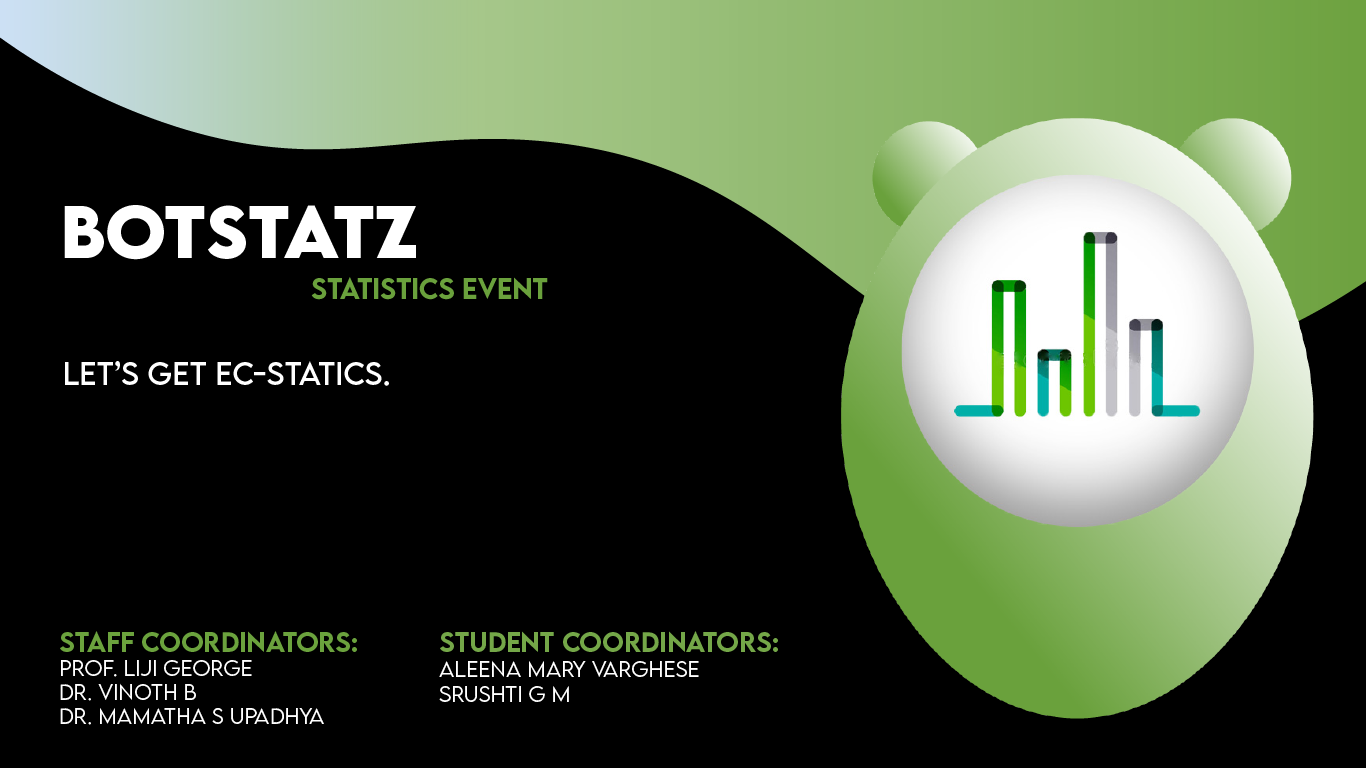 BOTSTATZ
STATISTICS EVENT
LET'S GET EC-STATICS.
STAFF COORDINATORS:
PROF. LIJI GEORGE
DR. VINOTH B
DR. MAMATHA S UPADHYA
STUDENT COORDINATORS:
ALEENA MARY VARGHESE
SRUSHTI G M